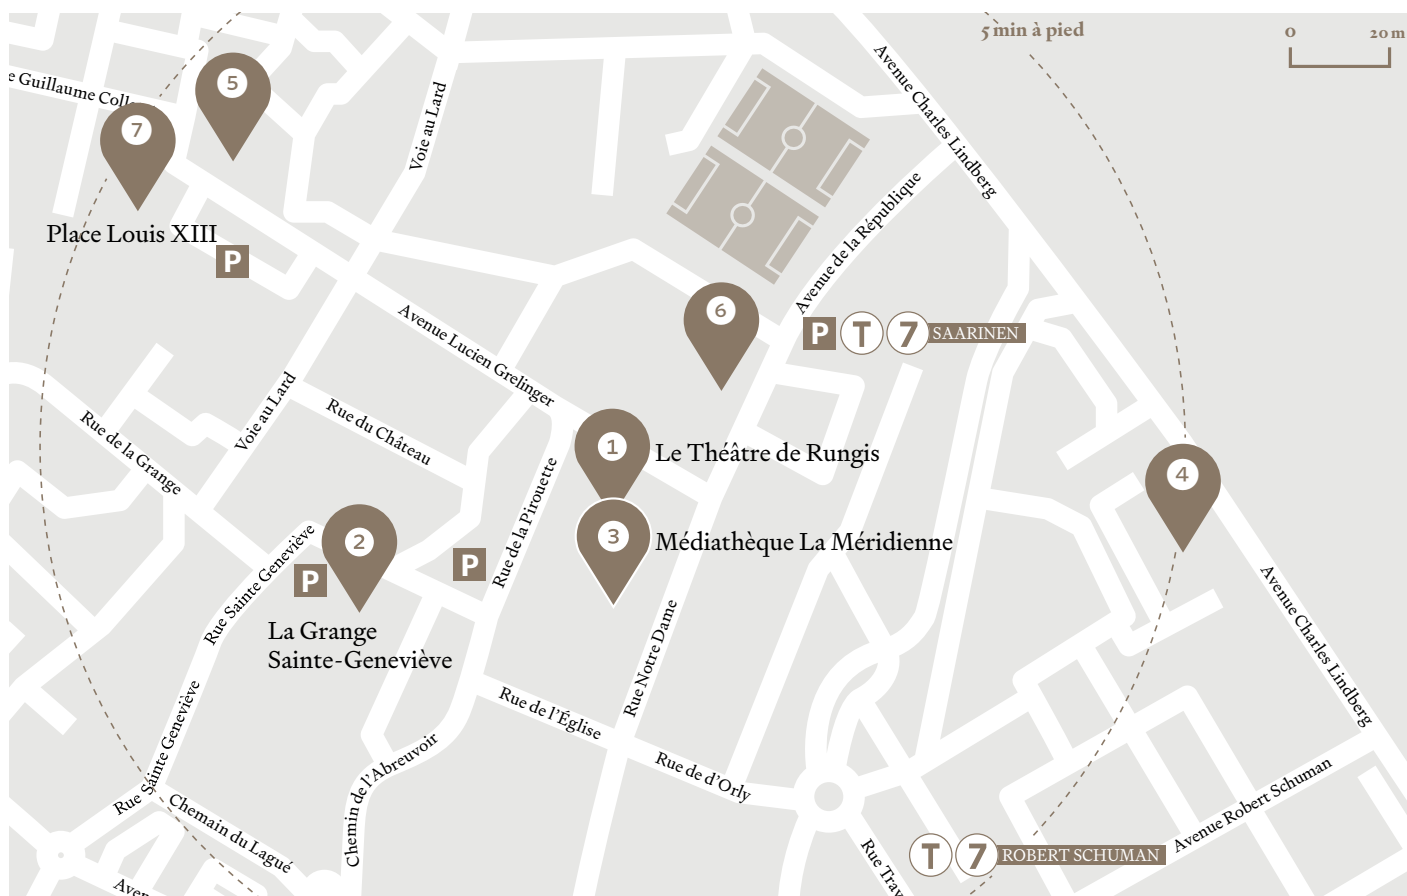 5 min à pied
0 20 m
e Guillaume Colle
5
7
Place Louis XIII
P
Voie au Lard
Avenue Charles Lindberg
Avenue de la République
6
P T 7 SAARINEN
Avenue Lucien Grelinger
Voie au Lard
Rue du Château
Rue de la Grange
1
Le Théâtre de Rungis
4
3
Médiathèque La Méridienne
Rue de la Pirouette
P
2
P
La Grange
Sainte-Geneviève
Rue Sainte Geneviève
Rue Sainte Geneviève
Rue Notre Dame
Rue de l'Église
Rue de d'Orly
Chemin de l'Abreuvoir
Chemain du Lagué
Avenue Charles Lindberg
Avenue Robert Schuman
T 7 ROBERT SCHUMAN
Rue Trav
Aven